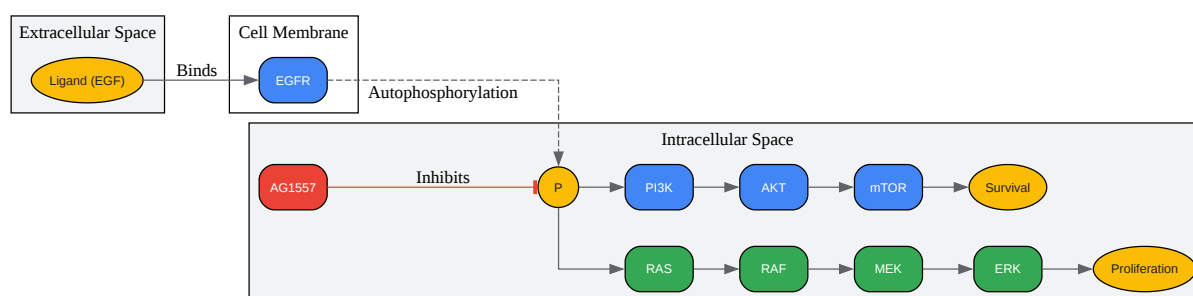 Extracellular Space
Cell Membrane
Ligand (EGF)
Binds
EGFR
Autophosphorylation
Intracellular Space
AG1557
Inhibits
P
PI3K
AKT
mTOR
Survival
RAS
RAF
MEK
ERK
Proliferation